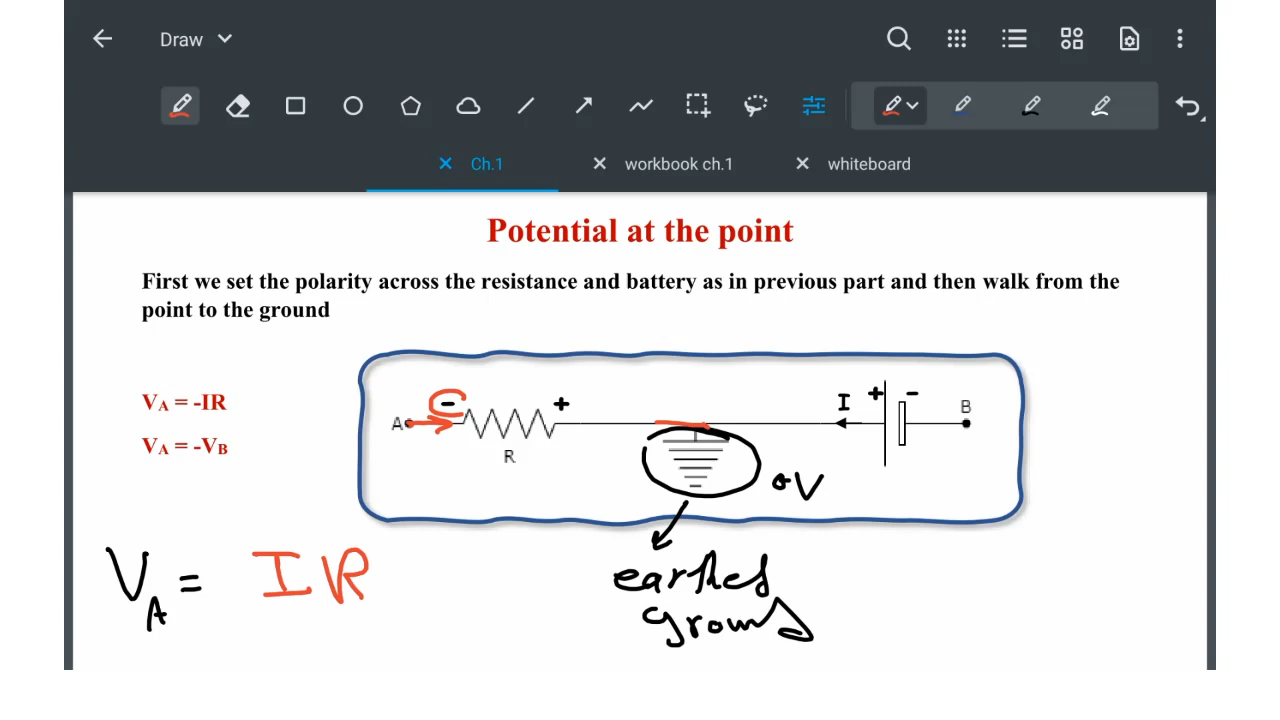 Draw
Ch.1
workbook ch.1
whiteboard
Potential at the point
First we set the polarity across the resistance and battery as in previous part and then walk from the
point to the ground
VA = -IR
VA = -VB
A
-
+
R
I
+
-
B
0V
VA = IR
earthed
ground